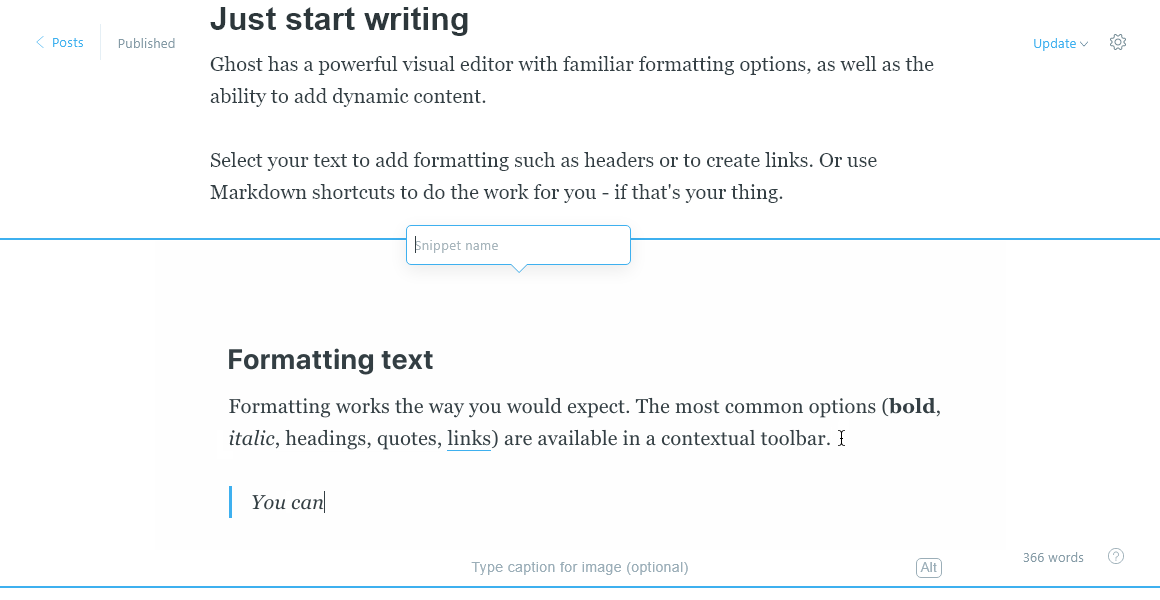 Just start writing
Posts
Published
Update
Ghost has a powerful visual editor with familiar formatting options, as well as the
ability to add dynamic content.
Select your text to add formatting such as headers or to create links. Or use
Markdown shortcuts to do the work for you - if that's your thing.
Snippet name
Formatting text
Formatting works the way you would expect. The most common options (bold,
italic, headings, quotes, links) are available in a contextual toolbar.
You can
366 words
?
Type caption for image (optional)
Alt